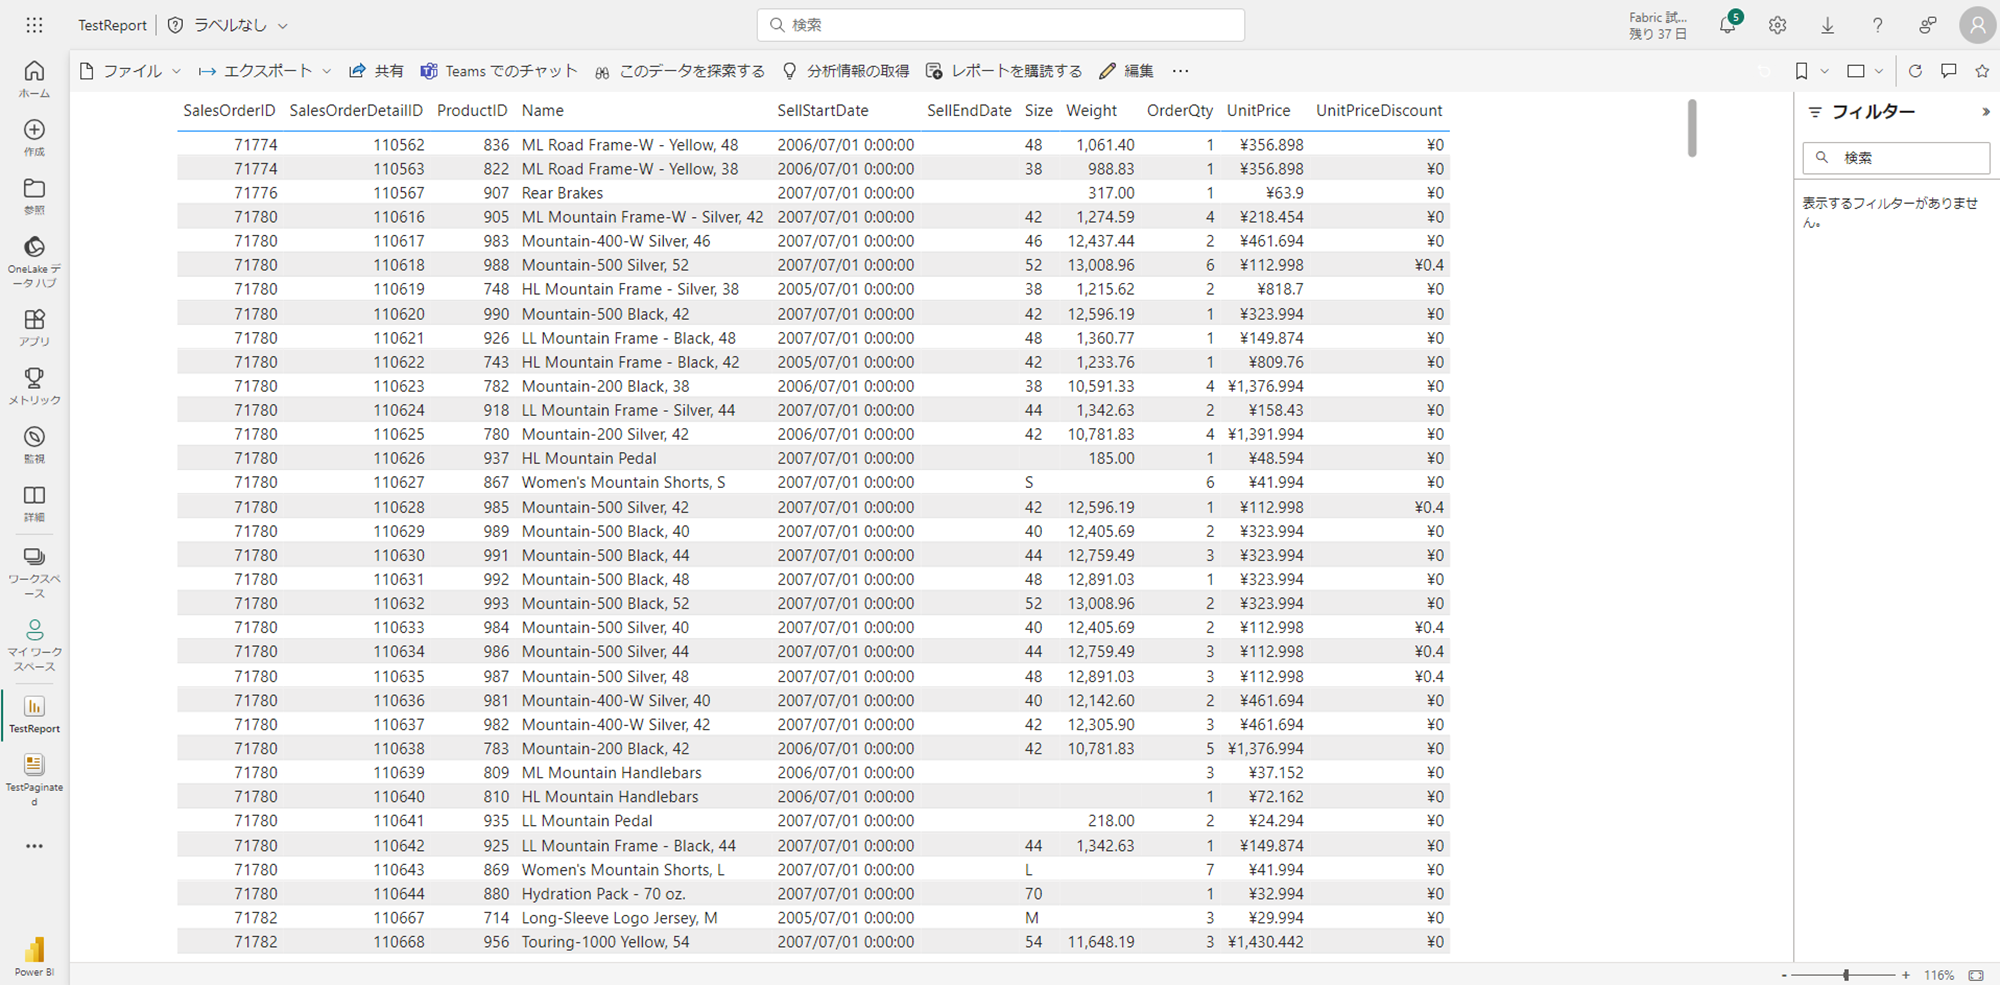 TestReport ラベルなし
検索
Fabric 試...
残り 37 日
5
ファイル エクスポート 共有 Teams でのチャット このデータを探索する 分析情報の取得 レポートを購読する 編集 ...
ホーム
作成
参照
OneLake デ
ータ ハブ
アプリ
メトリック
監視
詳細
ワークスペ
ース
マイ ワーク
スペース
TestReport
TestPaginate
d
Power BI
SalesOrderID SalesOrderDetailID ProductID Name SellStartDate SellEndDate Size Weight OrderQty UnitPrice UnitPriceDiscount
71774 110562 836 ML Road Frame-W - Yellow, 48 2006/07/01 0:00:00 48 1,061.40 1 ¥356.898 ¥0
71774 110563 822 ML Road Frame-W - Yellow, 38 2006/07/01 0:00:00 38 988.83 1 ¥356.898 ¥0
71776 110567 907 Rear Brakes 2007/07/01 0:00:00 317.00 1 ¥63.9 ¥0
71780 110616 905 ML Mountain Frame-W - Silver, 42 2007/07/01 0:00:00 42 1,274.59 4 ¥218.454 ¥0
71780 110617 983 Mountain-400-W Silver, 46 2007/07/01 0:00:00 46 12,437.44 2 ¥461.694 ¥0
71780 110618 988 Mountain-500 Silver, 52 2007/07/01 0:00:00 52 13,008.96 6 ¥112.998 ¥0.4
71780 110619 748 HL Mountain Frame - Silver, 38 2005/07/01 0:00:00 38 1,215.62 2 ¥818.7 ¥0
71780 110620 990 Mountain-500 Black, 42 2007/07/01 0:00:00 42 12,596.19 1 ¥323.994 ¥0
71780 110621 926 LL Mountain Frame - Black, 48 2007/07/01 0:00:00 48 1,360.77 1 ¥149.874 ¥0
71780 110622 743 HL Mountain Frame - Black, 42 2005/07/01 0:00:00 42 1,233.76 1 ¥809.76 ¥0
71780 110623 782 Mountain-200 Black, 38 2006/07/01 0:00:00 38 10,591.33 4 ¥1,376.994 ¥0
71780 110624 918 LL Mountain Frame - Silver, 44 2007/07/01 0:00:00 44 1,342.63 2 ¥158.43 ¥0
71780 110625 780 Mountain-200 Silver, 42 2006/07/01 0:00:00 42 10,781.83 4 ¥1,391.994 ¥0
71780 110626 937 HL Mountain Pedal 2007/07/01 0:00:00 185.00 1 ¥48.594 ¥0
71780 110627 867 Women's Mountain Shorts, S 2007/07/01 0:00:00 S 6 ¥41.994 ¥0
71780 110628 985 Mountain-500 Silver, 42 2007/07/01 0:00:00 42 12,596.19 1 ¥112.998 ¥0.4
71780 110629 989 Mountain-500 Black, 40 2007/07/01 0:00:00 40 12,405.69 2 ¥323.994 ¥0
71780 110630 991 Mountain-500 Black, 44 2007/07/01 0:00:00 44 12,759.49 3 ¥323.994 ¥0
71780 110631 992 Mountain-500 Black, 48 2007/07/01 0:00:00 48 12,891.03 1 ¥323.994 ¥0
71780 110632 993 Mountain-500 Black, 52 2007/07/01 0:00:00 52 13,008.96 2 ¥323.994 ¥0
71780 110633 984 Mountain-500 Silver, 40 2007/07/01 0:00:00 40 12,405.69 2 ¥112.998 ¥0.4
71780 110634 986 Mountain-500 Silver, 44 2007/07/01 0:00:00 44 12,759.49 3 ¥112.998 ¥0.4
71780 110635 987 Mountain-500 Silver, 48 2007/07/01 0:00:00 48 12,891.03 3 ¥112.998 ¥0.4
71780 110636 981 Mountain-400-W Silver, 40 2007/07/01 0:00:00 40 12,142.60 2 ¥461.694 ¥0
71780 110637 982 Mountain-400-W Silver, 42 2007/07/01 0:00:00 42 12,305.90 3 ¥461.694 ¥0
71780 110638 783 Mountain-200 Black, 42 2006/07/01 0:00:00 42 10,781.83 5 ¥1,376.994 ¥0
71780 110639 809 ML Mountain Handlebars 2006/07/01 0:00:00 3 ¥37.152 ¥0
71780 110640 810 HL Mountain Handlebars 2006/07/01 0:00:00 1 ¥72.162 ¥0
71780 110641 935 LL Mountain Pedal 2007/07/01 0:00:00 218.00 2 ¥24.294 ¥0
71780 110642 925 LL Mountain Frame - Black, 44 2007/07/01 0:00:00 44 1,342.63 1 ¥149.874 ¥0
71780 110643 869 Women's Mountain Shorts, L 2007/07/01 0:00:00 L 7 ¥41.994 ¥0
71780 110644 880 Hydration Pack - 70 oz. 2007/07/01 0:00:00 70 1 ¥32.994 ¥0
71782 110667 714 Long-Sleeve Logo Jersey, M 2005/07/01 0:00:00 M 3 ¥29.994 ¥0
71782 110668 956 Touring-1000 Yellow, 54 2007/07/01 0:00:00 54 11,648.19 3 ¥1,430.442 ¥0
フィルター
検索
表示するフィルターがありませ
ん。
- + 116%